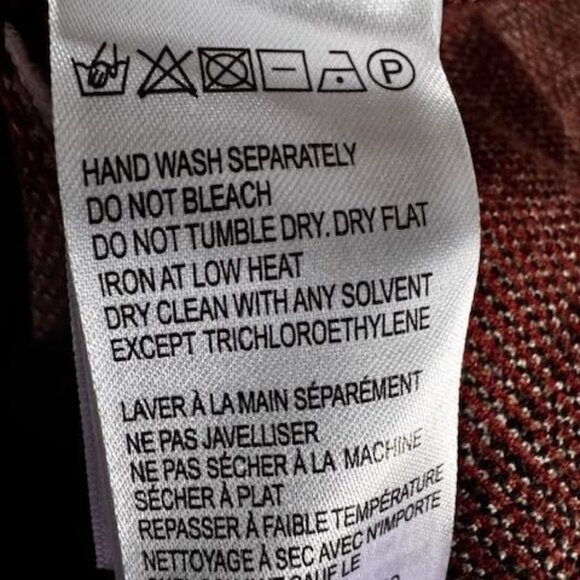 P
HAND WASH SEPARATELY
DO NOT BLEACH
DO NOT TUMBLE DRY. DRY FLAT
IRON AT LOW HEAT
DRY CLEAN WITH ANY SOLVENT
EXCEPT TRICHLOROETHYLENE
LAVER À LA MAIN SÉPARÉMENT
NE PAS JAVELLISER
NE PAS SÉCHER À LA MACHINE
SÉCHER À PLAT
REPASSER À FAIBLE TEMPÉRATURE
NETTOYAGE À SEC AVEC N'IMPORTE